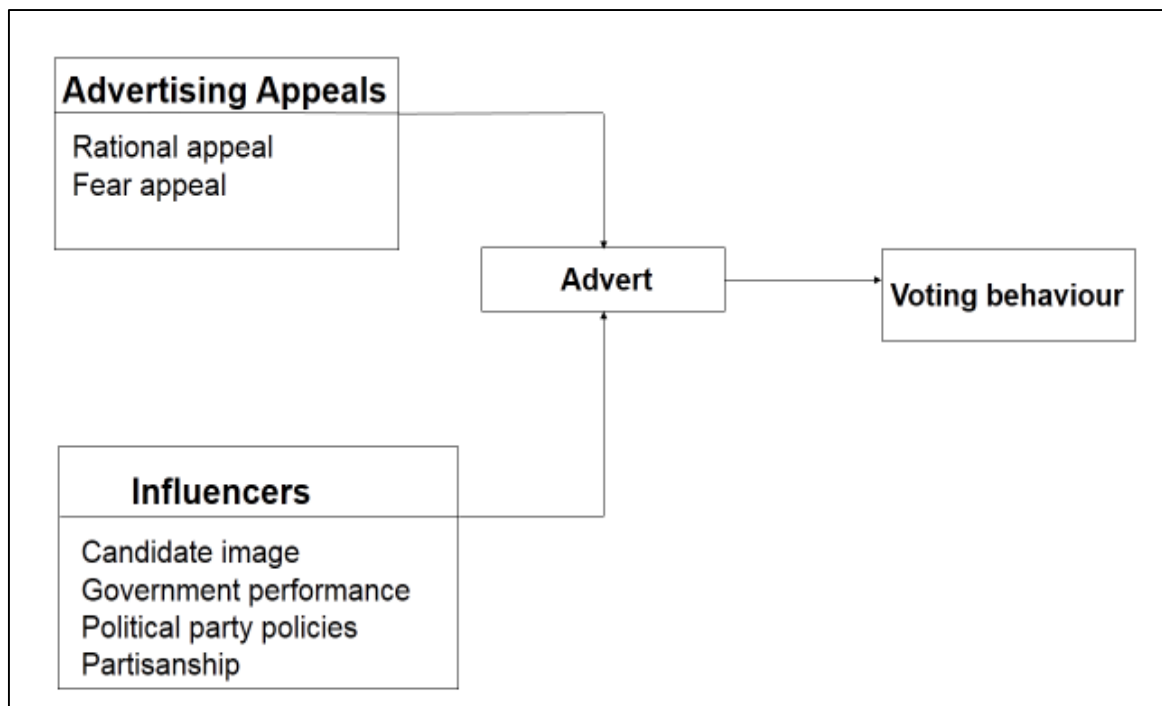 Advertising Appeals
Rational appeal
Fear appeal
Advert
Voting behaviour
Influencers
Candidate image
Government performance
Political party policies
Partisanship